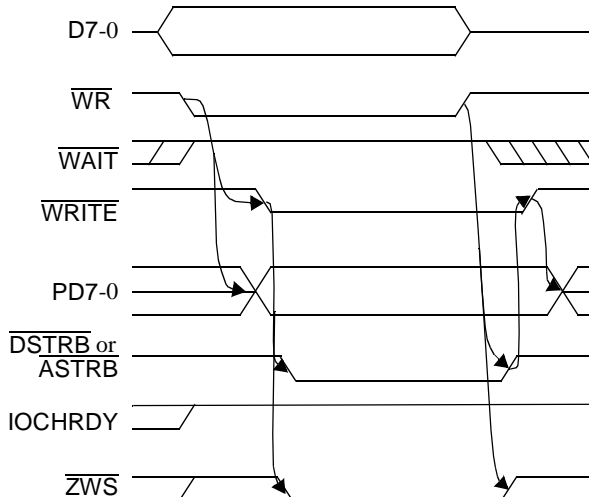 D7-0
WR
WAIT
WRITE
PD7-0
DSTRB or
ASTRB
IOCHRDY
ZWS